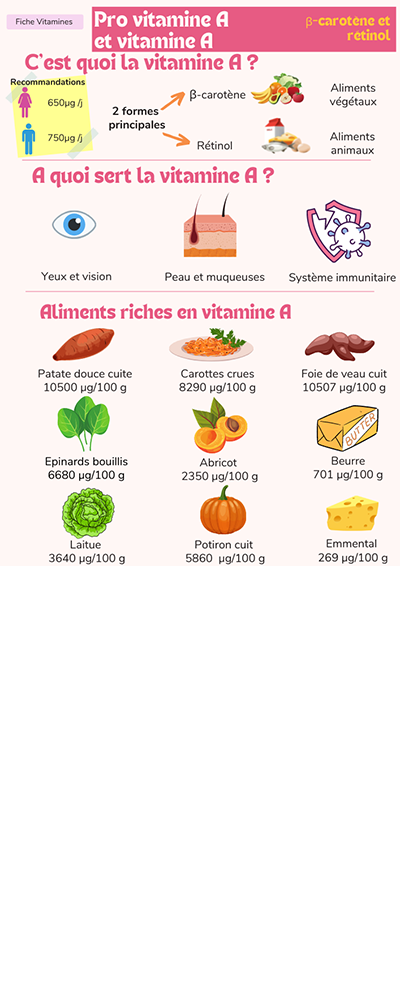 Fiche Vitamines
Pro vitamine A
et vitamine A
β-carotène et
rétinol
C'est quoi la vitamine A ?
Recommandations
650µg /j
750µg /j
2 formes
principales
β-carotène
Aliments
végétaux
Rétinol
Aliments
animaux
A quoi sert la vitamine A ?
Yeux et vision
Peau et muqueuses
Système immunitaire
Aliments riches en vitamine A
Patate douce cuite
10500 µg/100 g
Carottes crues
8290 µg/100 g
Foie de veau cuit
10507 µg/100 g
Epinards bouillis
6680 µg/100 g
Abricot
2350 µg/100 g
BUTTER
Beurre
701 µg/100 g
Laitue
3640 µg/100 g
Potiron cuit
5860 µg/100 g
Emmental
269 µg/100 g